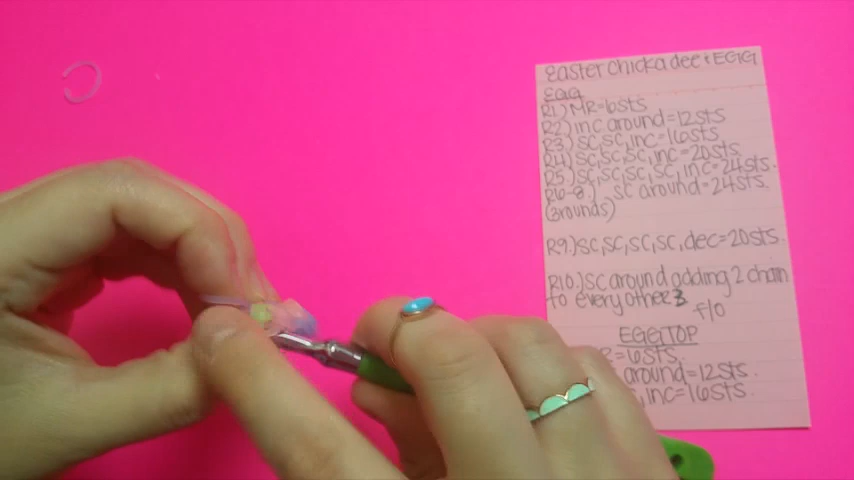 Easter Chickadee & EGG
EGG
R1) MR=6sts
R2) inc around=12sts
R3) sc,sc,inc=16sts
R4) sc,sc,sc,inc=20sts
R5) sc,sc,sc,sc,inc=24sts.
R6-8.) sc around=24sts.
(3rounds)
R9.) sc,sc,sc,sc,dec=20sts.
R10.) sc around adding 2 chain
to every other 3
f/o
EGG TOP
R=6sts.
around=12sts.
inc=16sts.